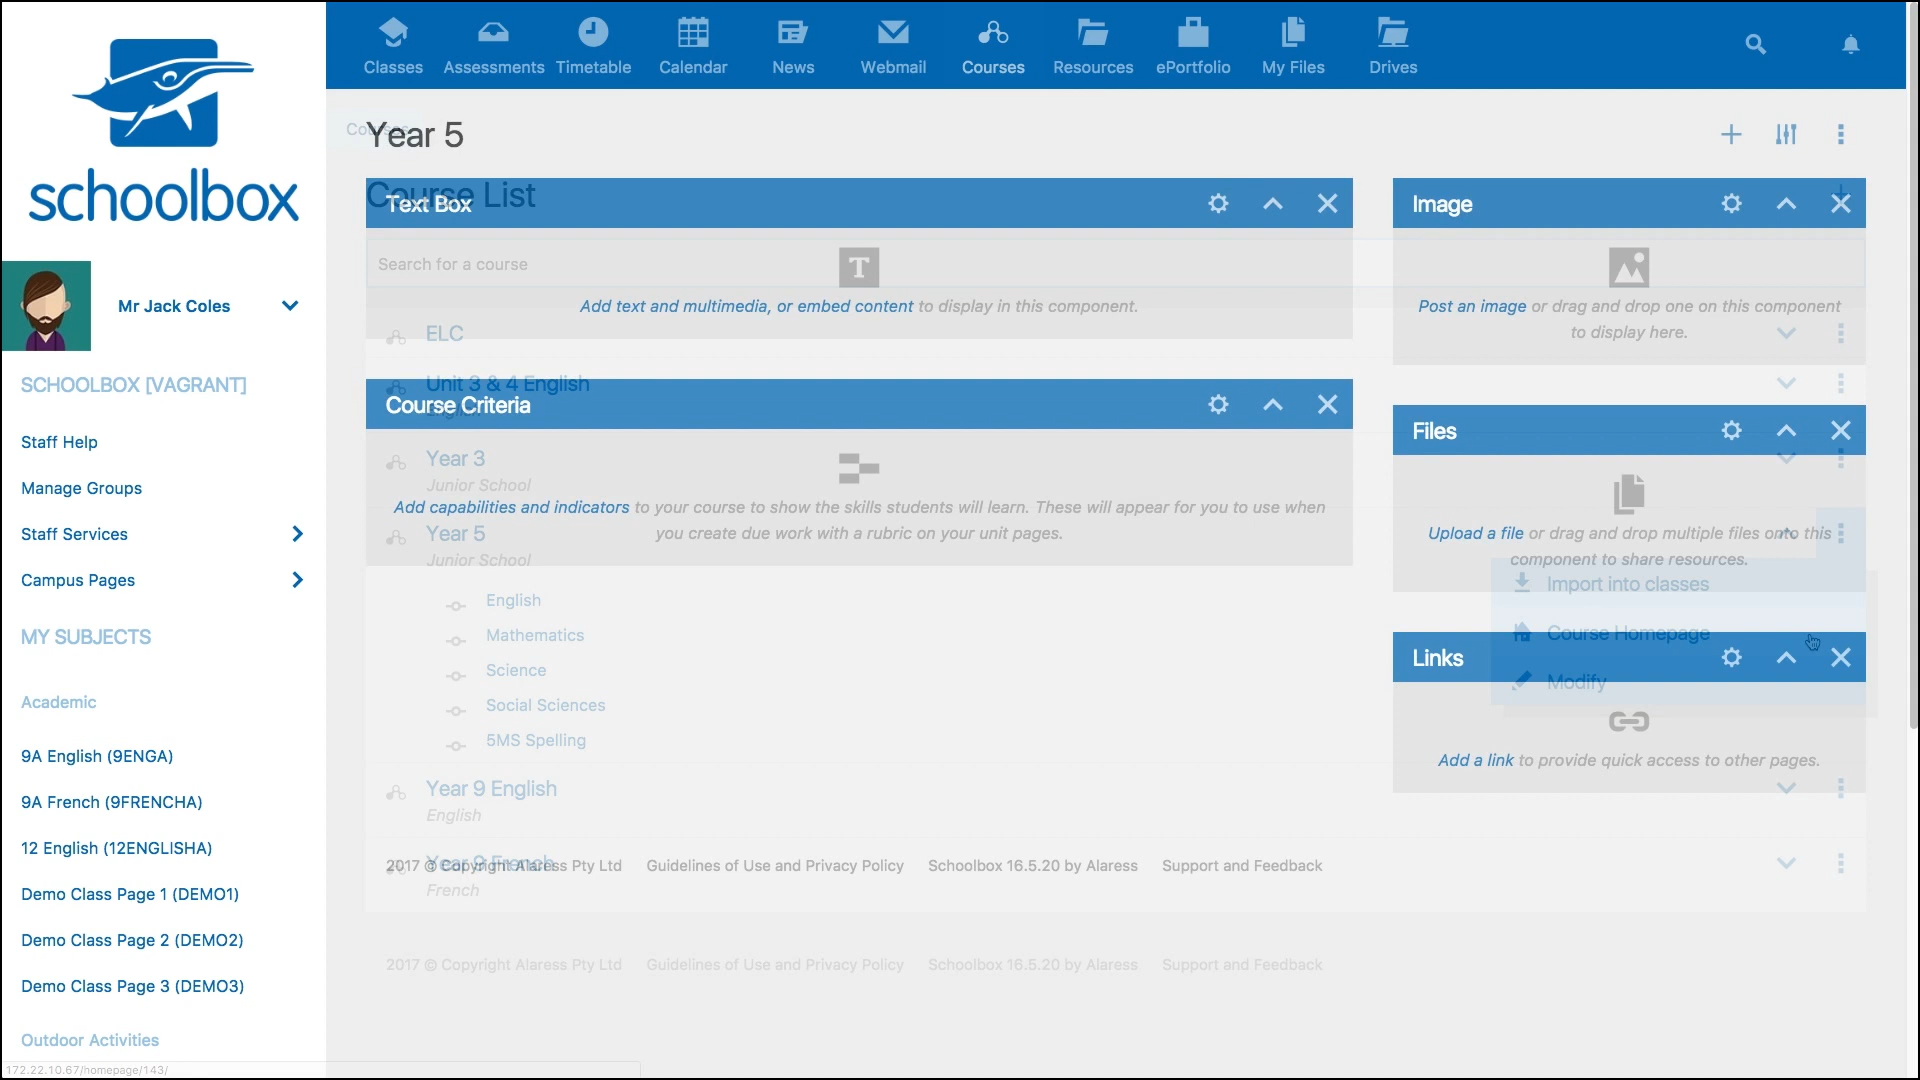 Classes
Assessments
Timetable
Calendar
News
Webmail
Courses
Resources
ePortfolio
My Files
Drives
schoolbox
Mr Jack Coles
SCHOOLBOX [VAGRANT]
Staff Help
Manage Groups
Staff Services
Campus Pages
MY SUBJECTS
Academic
9A English (9ENGA)
9A French (9FRENCHA)
12 English (12ENGLISHA)
Demo Class Page 1 (DEMO1)
Demo Class Page 2 (DEMO2)
Demo Class Page 3 (DEMO3)
Outdoor Activities
172.22.10.67/homepage/143/
Courses
Year 5
Course List
Text Box
Search for a course
Add text and multimedia, or embed content to display in this component.
ELC
Unit 3 & 4 English
English
Course Criteria
Year 3
Junior School
Add capabilities and indicators to your course to show the skills students will learn. These will appear for you to use when
you create due work with a rubric on your unit pages.
Year 5
Junior School
English
Mathematics
Science
Social Sciences
5MS Spelling
Year 9 English
English
Year 9 French
French
Image
Post an image or drag and drop one on this component
to display here.
Files
Upload a file or drag and drop multiple files onto this
component to share resources.
Import into classes
Course Homepage
Links
Modify
Add a link to provide quick access to other pages.
2017 © Copyright Alaress Pty Ltd Guidelines of Use and Privacy Policy Schoolbox 16.5.20 by Alaress Support and Feedback
2017 © Copyright Alaress Pty Ltd Guidelines of Use and Privacy Policy Schoolbox 16.5.20 by Alaress Support and Feedback